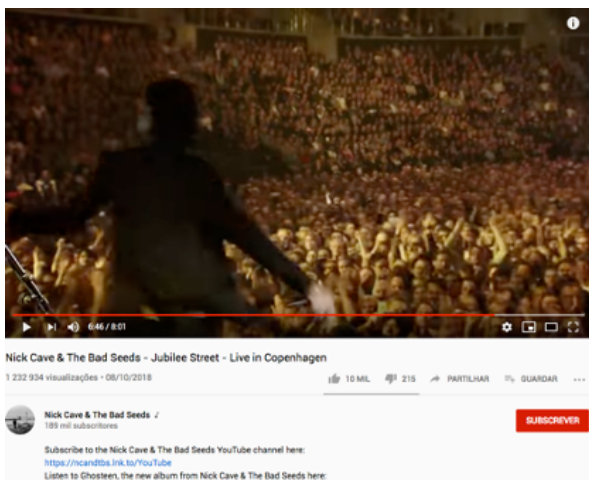 6:46 / 8:01
Nick Cave & The Bad Seeds - Jubilee Street - Live in Copenhagen
1 232 934 visualizações • 08/10/2018
10 MIL 215 PARTILHAR GUARDAR
Nick Cave & The Bad Seeds
189 mil subscritores
SUBSCREVER
Subscribe to the Nick Cave & The Bad Seeds YouTube channel here:
https://ncandtbs.lnk.to/YouTube
Listen to Ghosteen, the new album from Nick Cave & The Bad Seeds here: